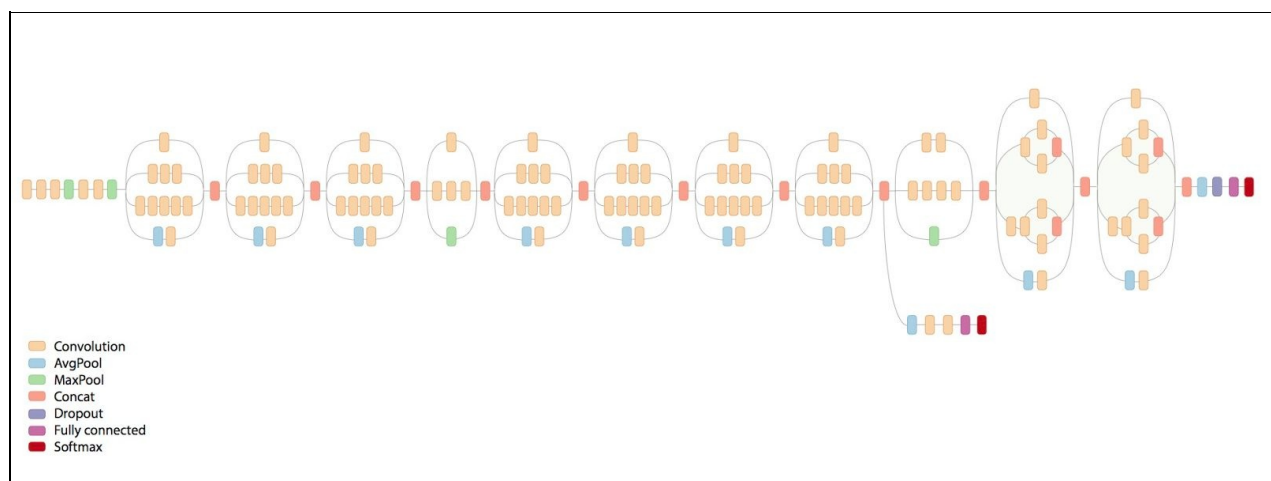 Convolution
AvgPool
MaxPool
Concat
Dropout
Fully connected
Softmax